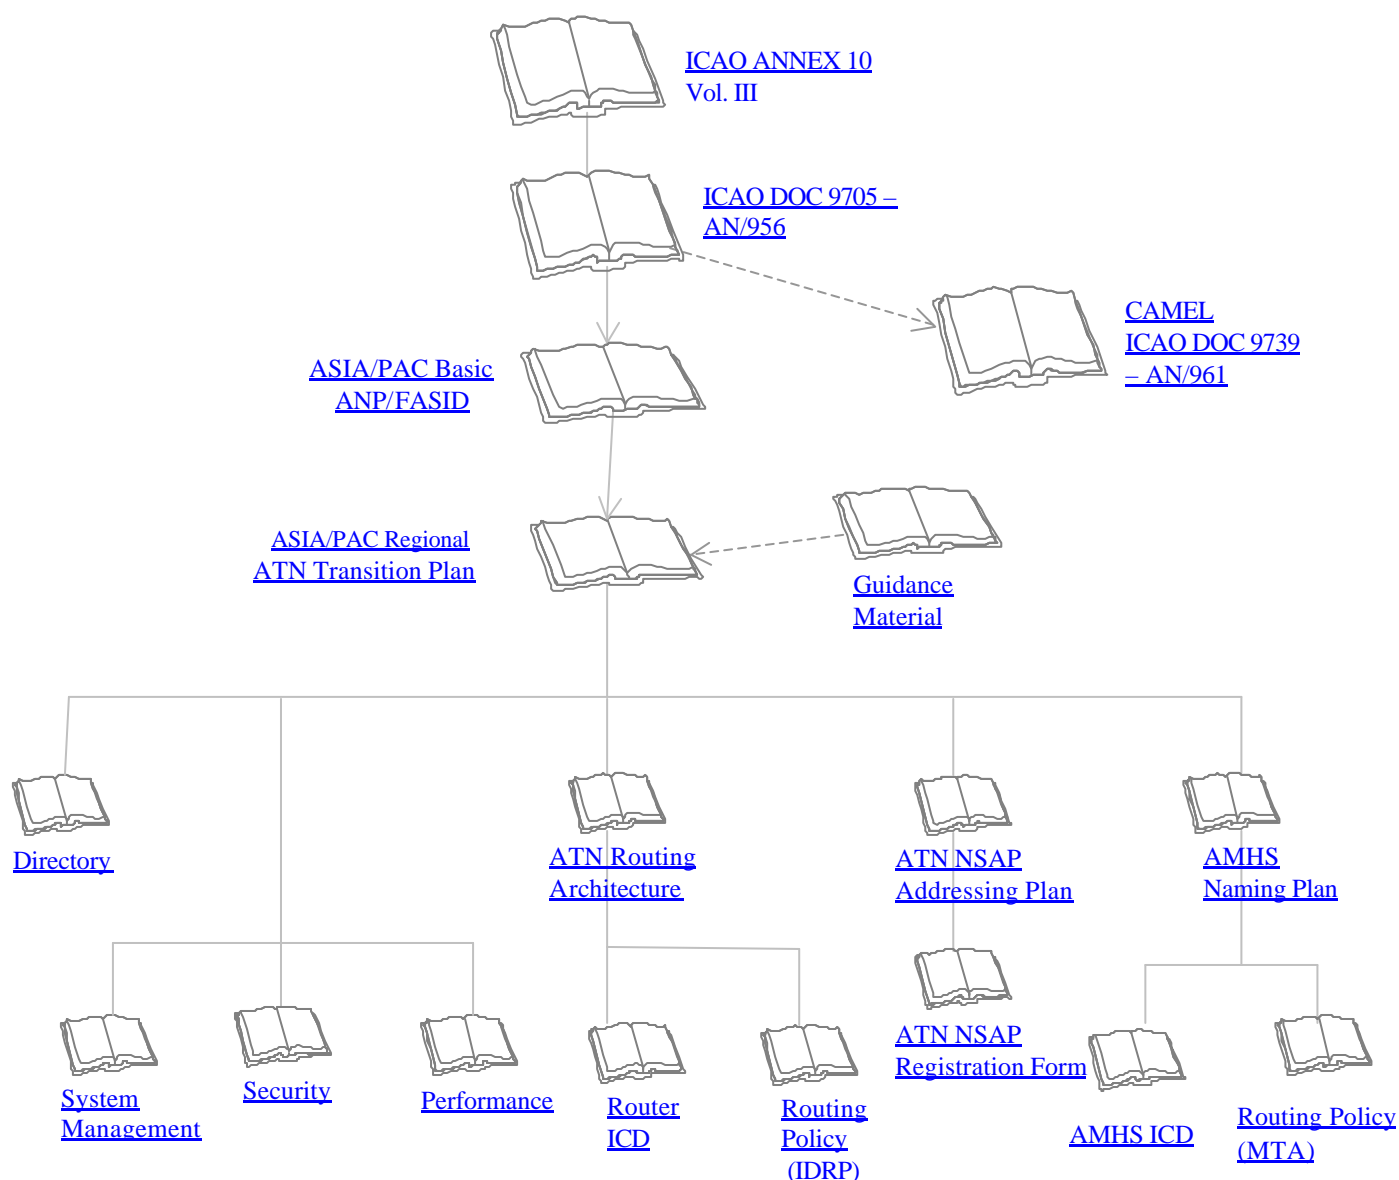 ICAO ANNEX 10
Vol. III
ICAO DOC 9705 –
AN/956
CAMEL
ICAO DOC 9739
– AN/961
ASIA/PAC Basic
ANP/FASID
ASIA/PAC Regional
ATN Transition Plan
Guidance
Material
Directory
ATN Routing
Architecture
ATN NSAP
Addressing Plan
AMHS
Naming Plan
System
Management
Security
Performance
Router
ICD
Routing
Policy
(IDRP)
ATN NSAP
Registration Form
AMHS ICD
Routing Policy
(MTA)